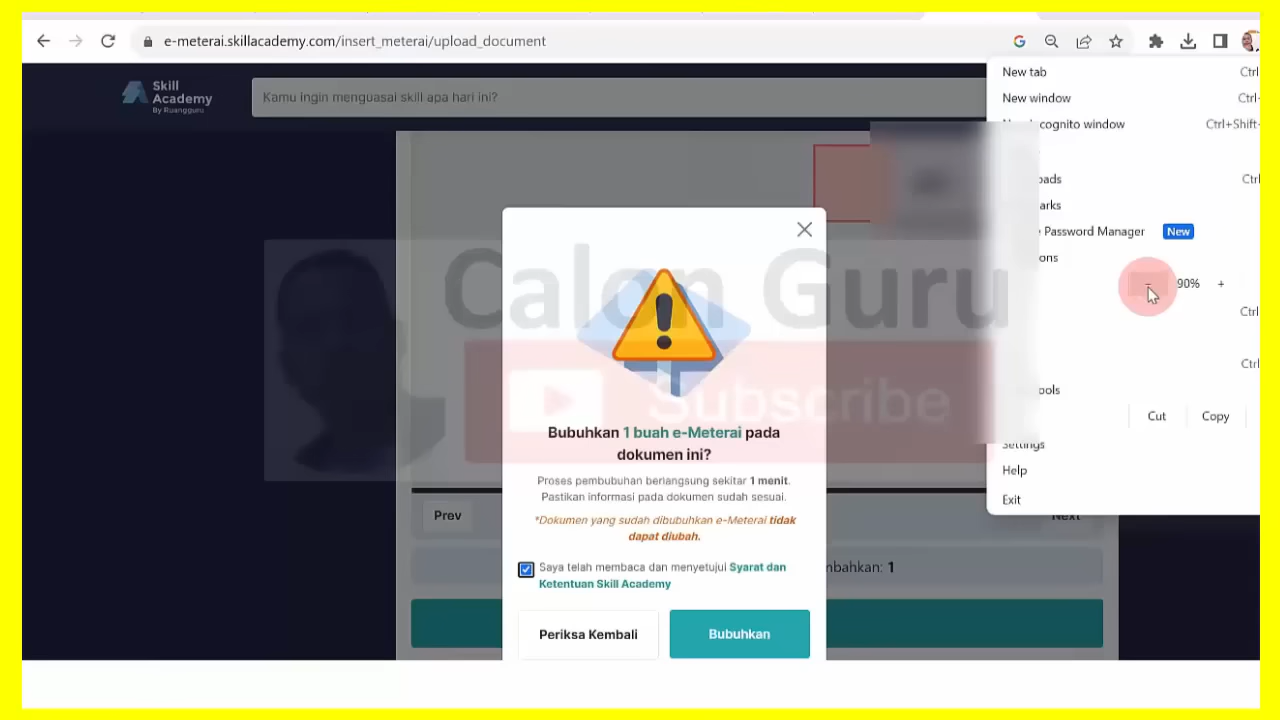 e-meterai.skillacademy.com/insert_meterai/upload_document
Skill
Academy
By Ruangguru
Kamu ingin menguasai skill apa hari ini?
New tab
Ctrl
New window
Ctrl+
cognito window
Ctrl+Shift+
oads
Ctrl
arks
Password Manager
New
ons
- 90% +
Ctrl
Ctrl
ools
Cut
Copy
Settings
Help
Exit
Calon Guru
Subscribe
Bubuhkan 1 buah e-Meterai pada
dokumen ini?
Proses pembubuhan berlangsung sekitar 1 menit.
Pastikan informasi pada dokumen sudah sesuai.
*Dokumen yang sudah dibubuhkan e-Meterai tidak
dapat diubah.
Saya telah membaca dan menyetujui Syarat dan
Ketentuan Skill Academy
Periksa Kembali
Bubuhkan
Prev
Next
nbahkan: 1